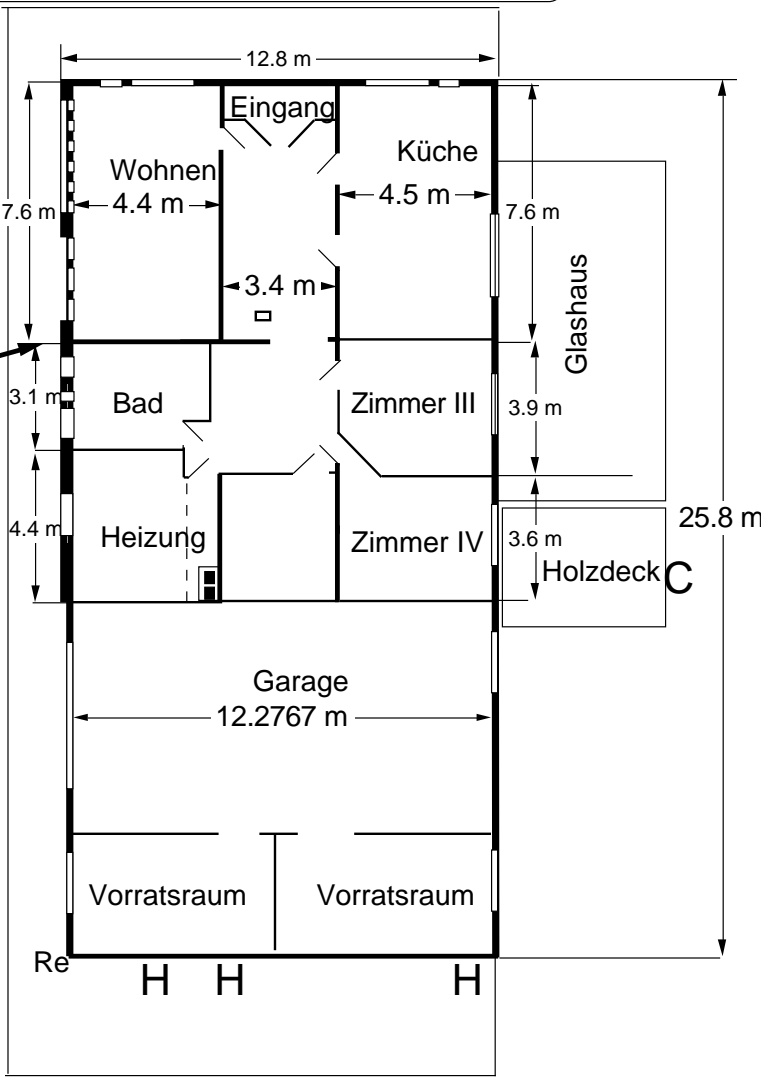 12.8 m
Eingang
Wohnen
Küche
4.4 m
4.5 m
7.6 m
7.6 m
3.4 m
Glashaus
3.1 m
Bad
Zimmer III
3.9 m
4.4 m
Heizung
Zimmer IV
3.6 m
25.8 m
Holzdeck
C
Garage
12.2767 m
Vorratsraum
Vorratsraum
Re
H H H